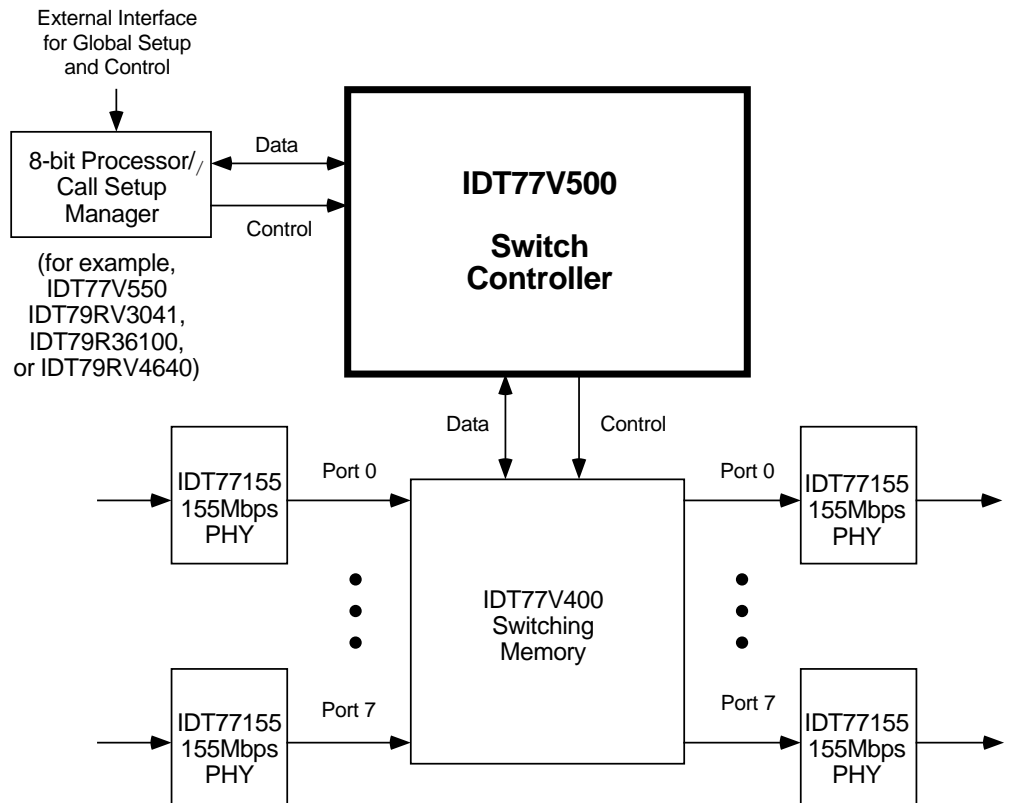 External Interface
for Global Setup
and Control
8-bit Processor/
Call Setup
Manager
Data
Control
(for example,
IDT77V550
IDT79RV3041,
IDT79R36100,
or IDT79RV4640)
IDT77V500
Switch
Controller
Data
Control
IDT77155
155Mbps
PHY
Port 0
Port 0
IDT77155
155Mbps
PHY
IDT77V400
Switching
Memory
IDT77155
155Mbps
PHY
Port 7
Port 7
IDT77155
155Mbps
PHY